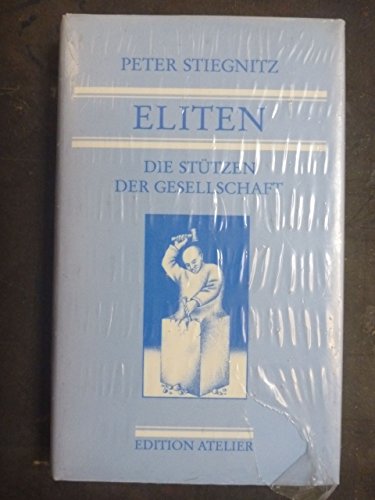 PETER STIEGNITZ
ELITEN
DIE STÜTZEN
DER GESELLSCHAFT
EDITION ATELIER